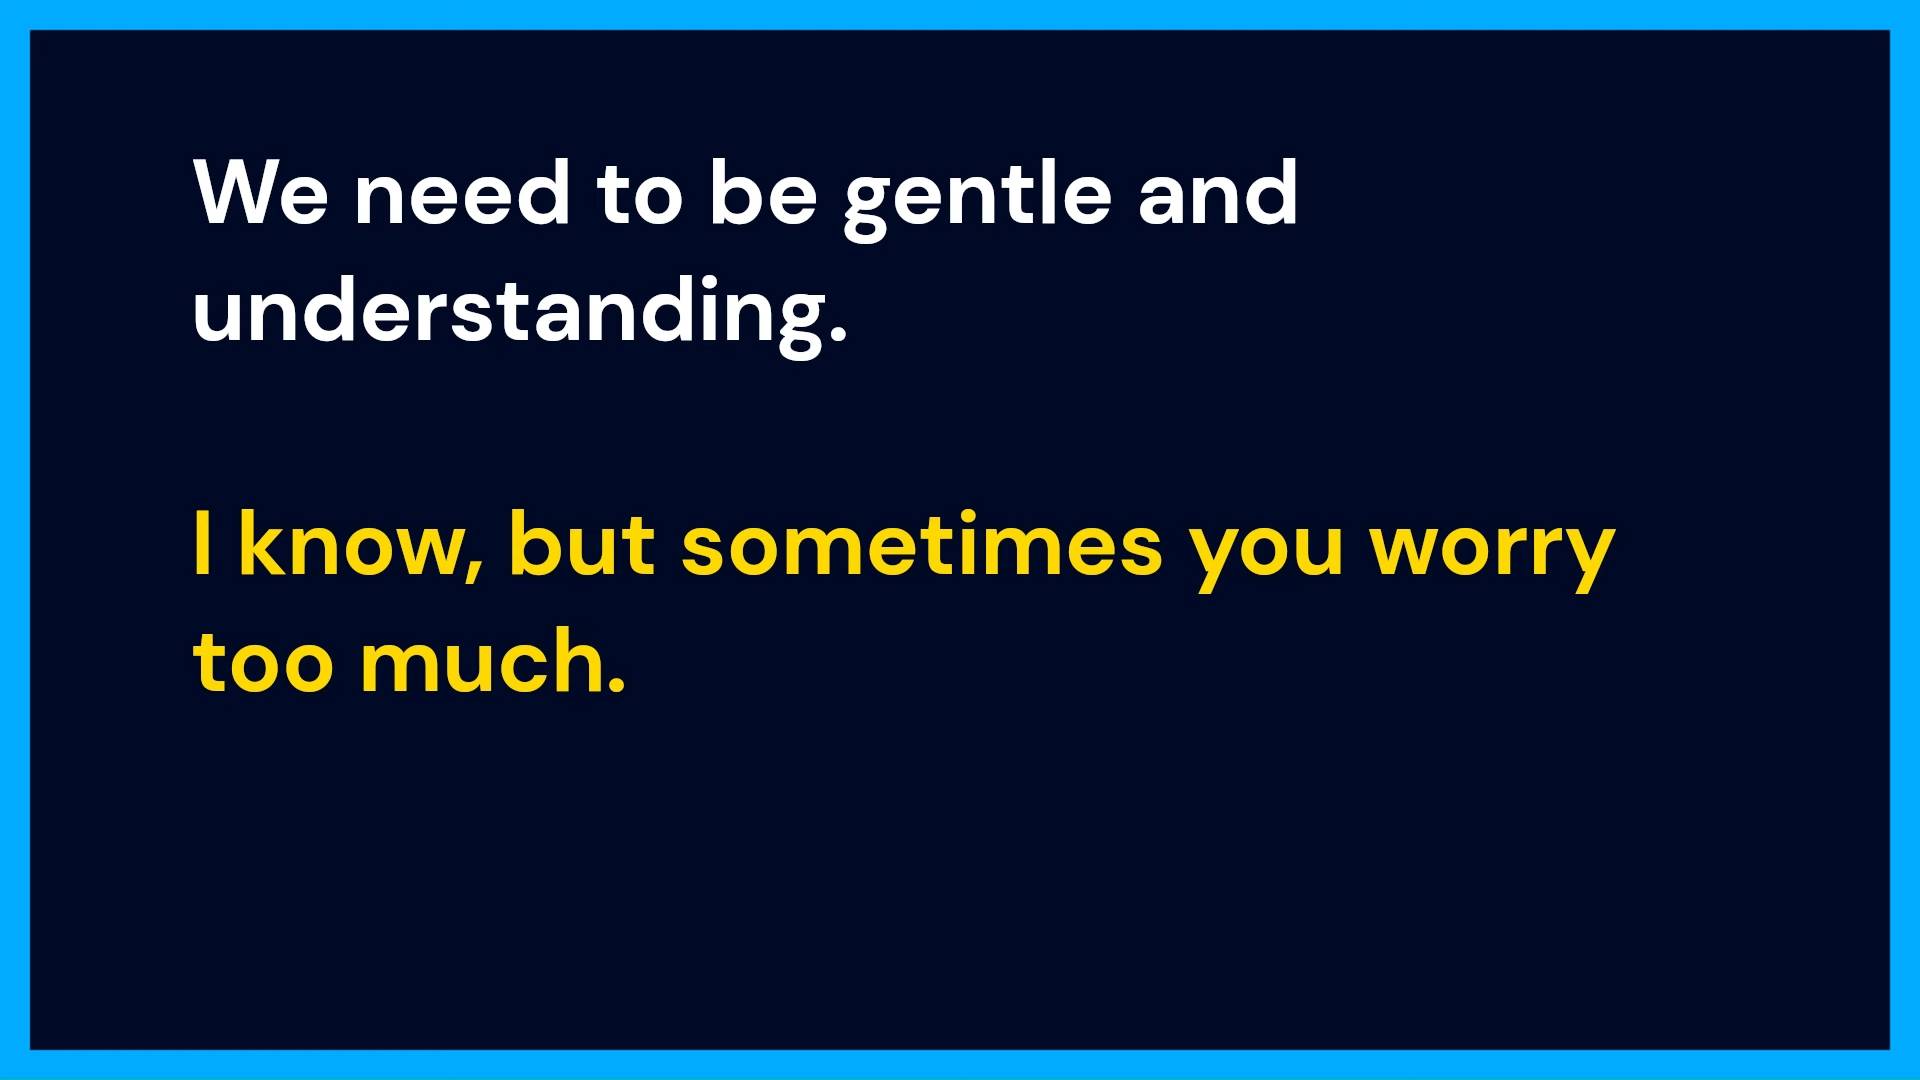 We need to be gentle and
understanding.
I know, but sometimes you worry
too much.